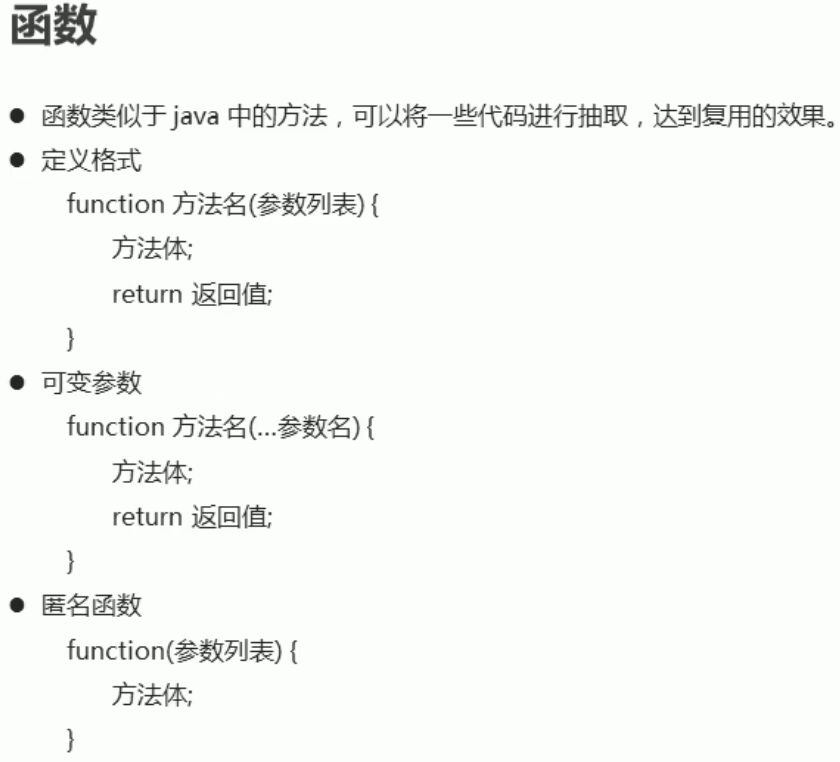 函数
● 函数类似于 java 中的方法，可以将一些代码进行抽取，达到复用的效果。
● 定义格式
function 方法名(参数列表) {
方法体;
return 返回值;
}
● 可变参数
function 方法名(...参数名) {
方法体;
return 返回值;
}
● 匿名函数
function(参数列表) {
方法体;
}